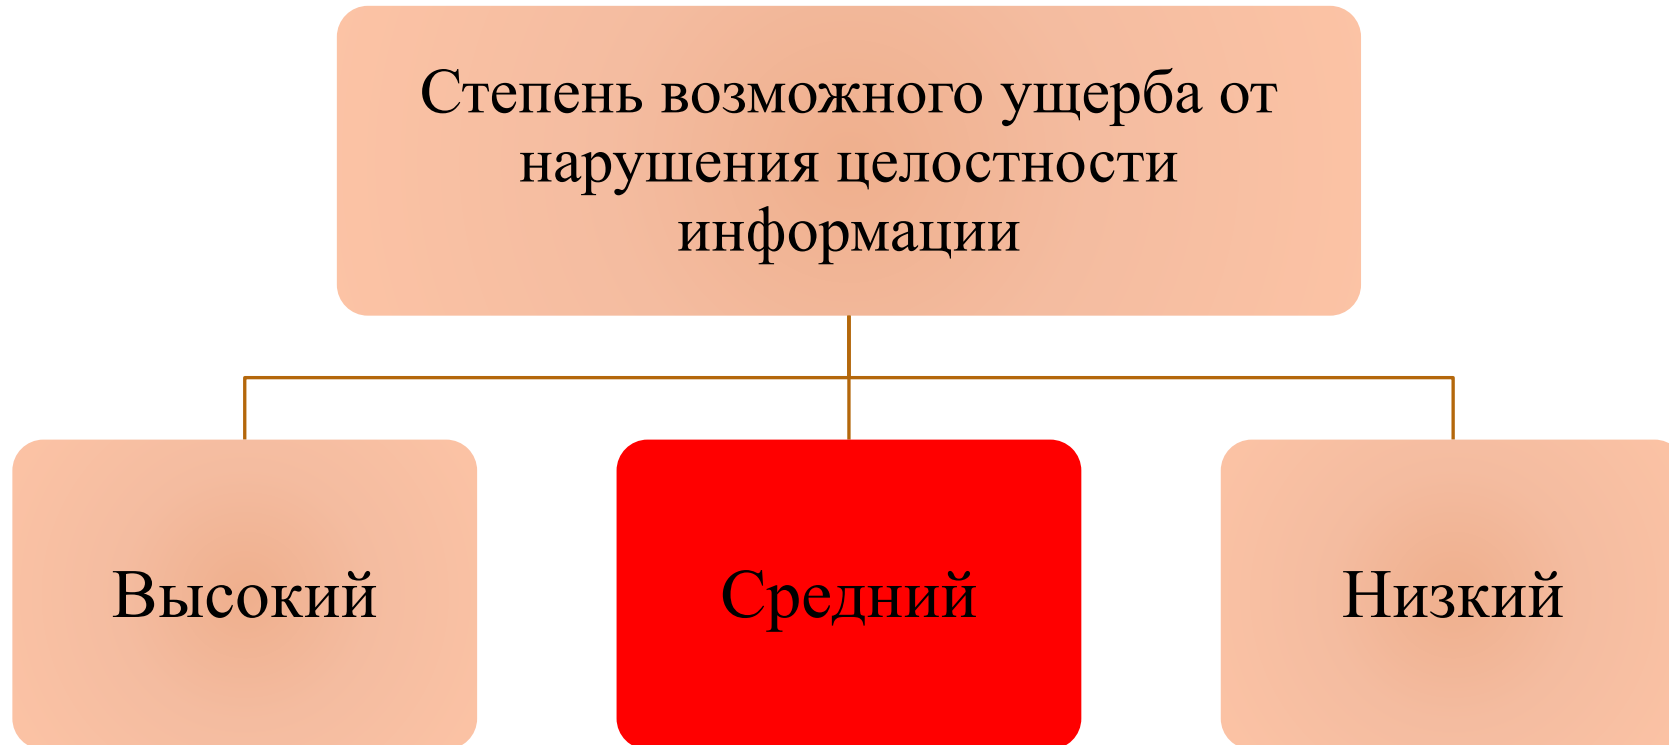 Степень возможного ущерба от
нарушения целостности
информации
Высокий
Средний
Низкий